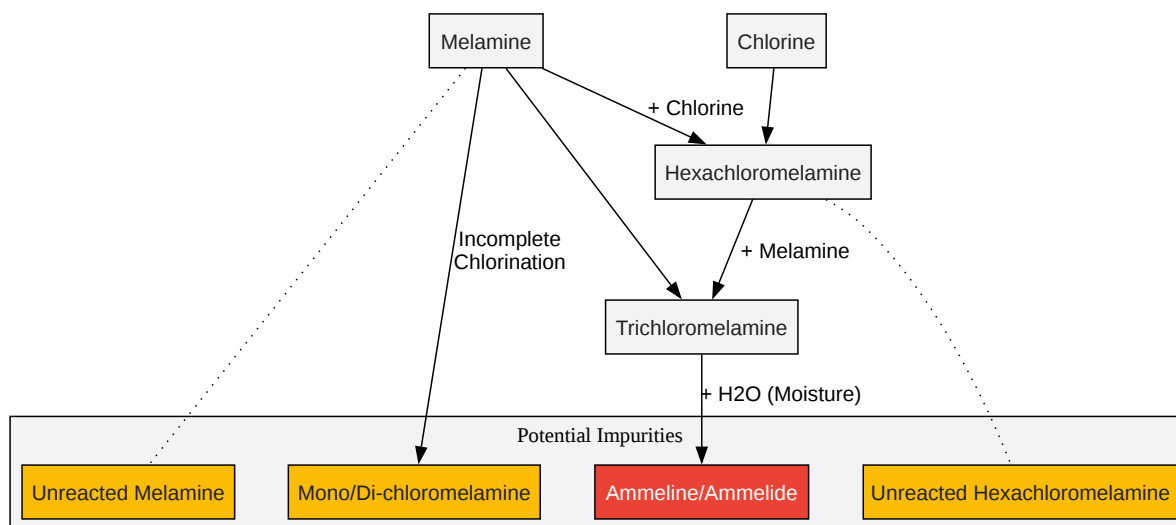 Melamine
Chlorine
+ Chlorine
Hexachloromelamine
Incomplete
Chlorination
+ Melamine
Trichloromelamine
+ H2O (Moisture)
Potential Impurities
Unreacted Melamine
Mono/Di-chloromelamine
Ammeline/Ammelide
Unreacted Hexachloromelamine